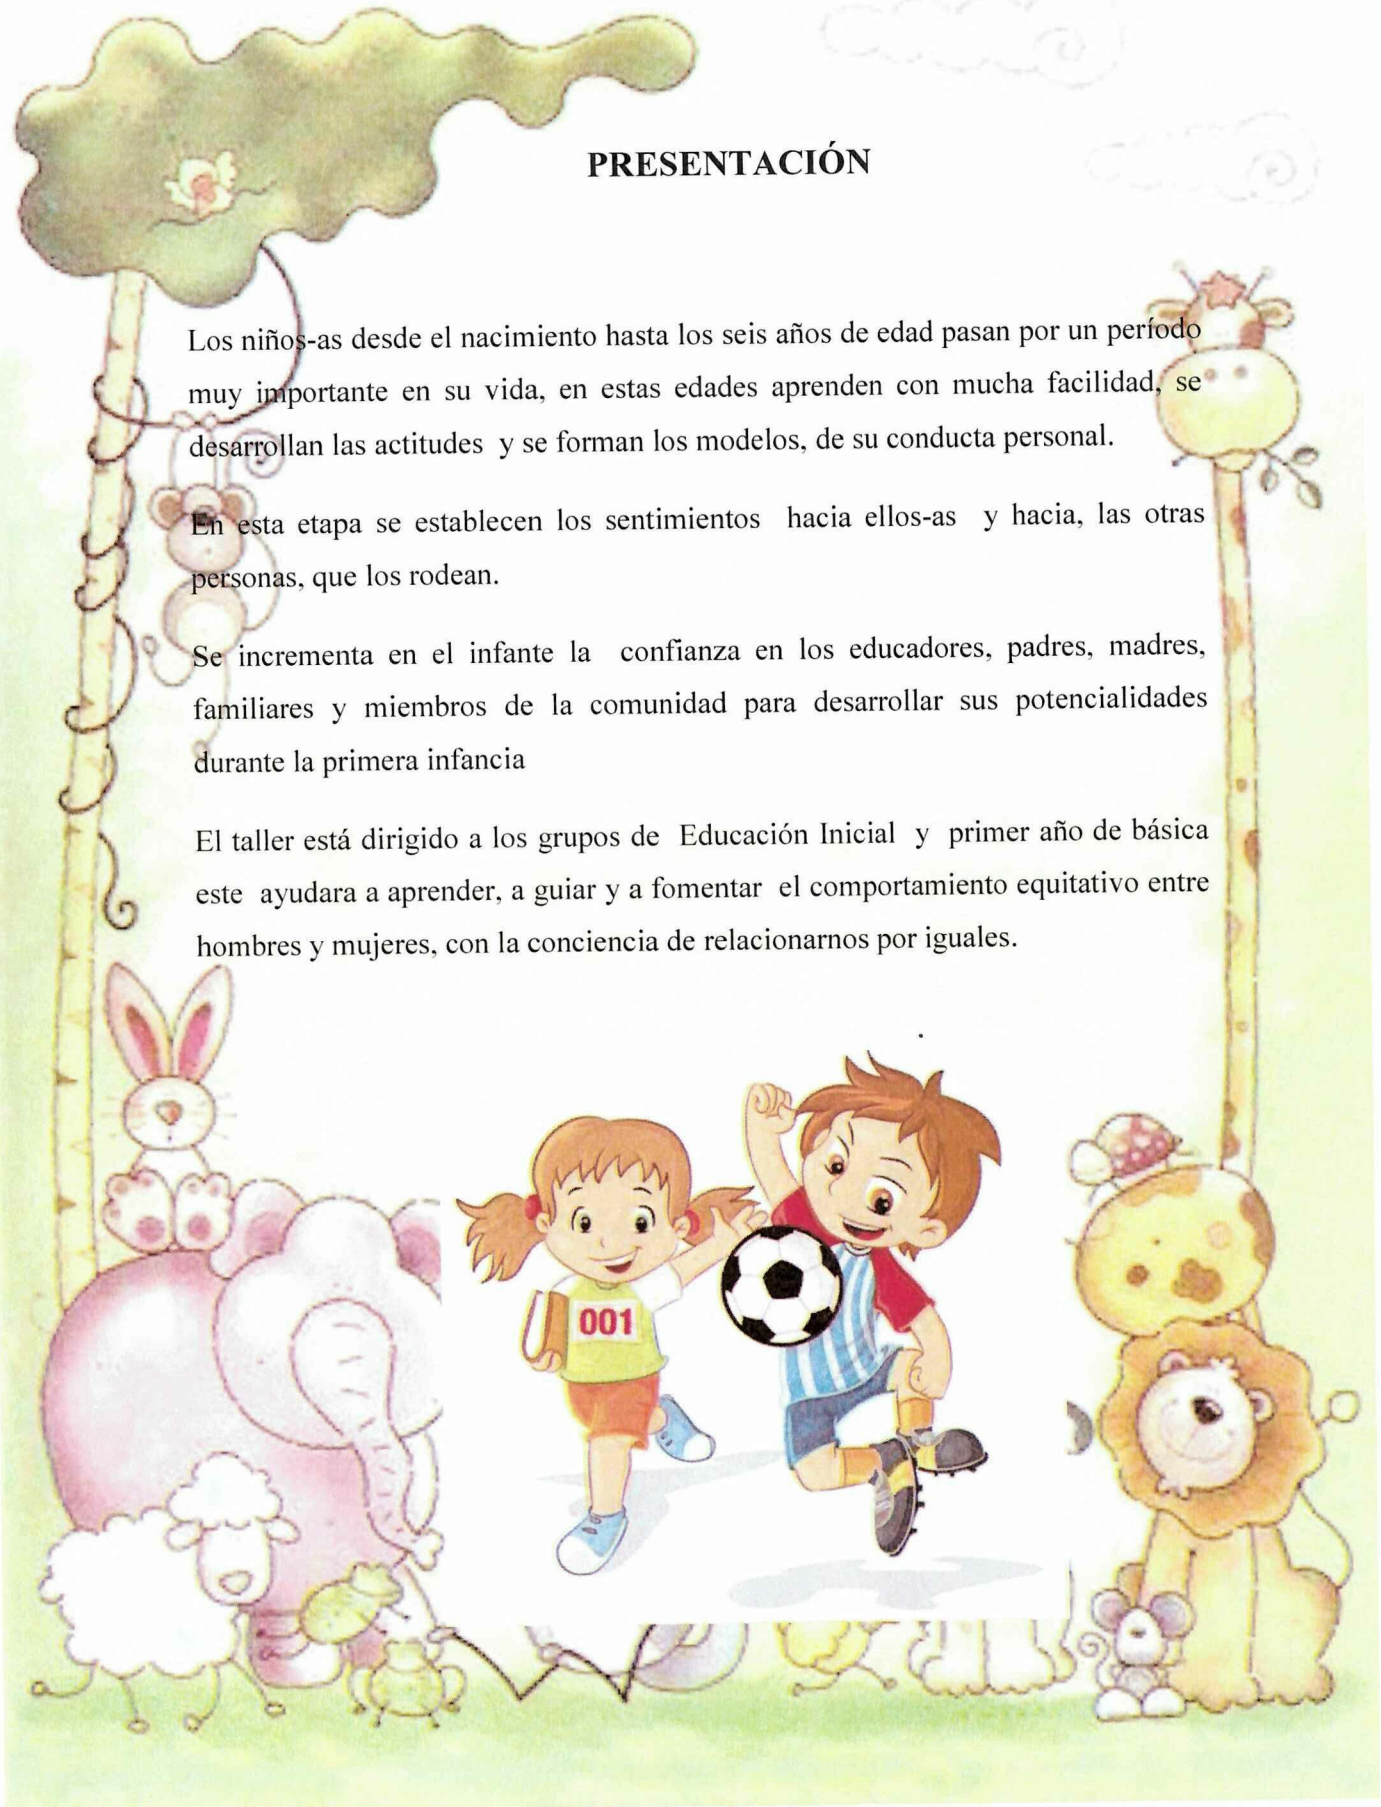 PRESENTACIÓN
Los niños-as desde el nacimiento hasta los seis años de edad pasan por un período
muy importante en su vida, en estas edades aprenden con mucha facilidad, se
desarrollan las actitudes y se forman los modelos, de su conducta personal.
En esta etapa se establecen los sentimientos hacia ellos-as y hacia, las otras
personas, que los rodean.
Se incrementa en el infante la confianza en los educadores, padres, madres,
familiares y miembros de la comunidad para desarrollar sus potencialidades
durante la primera infancia
El taller está dirigido a los grupos de Educación Inicial y primer año de básica
este ayudara a aprender, a guiar y a fomentar el comportamiento equitativo entre
hombres y mujeres, con la conciencia de relacionarnos por iguales.
001